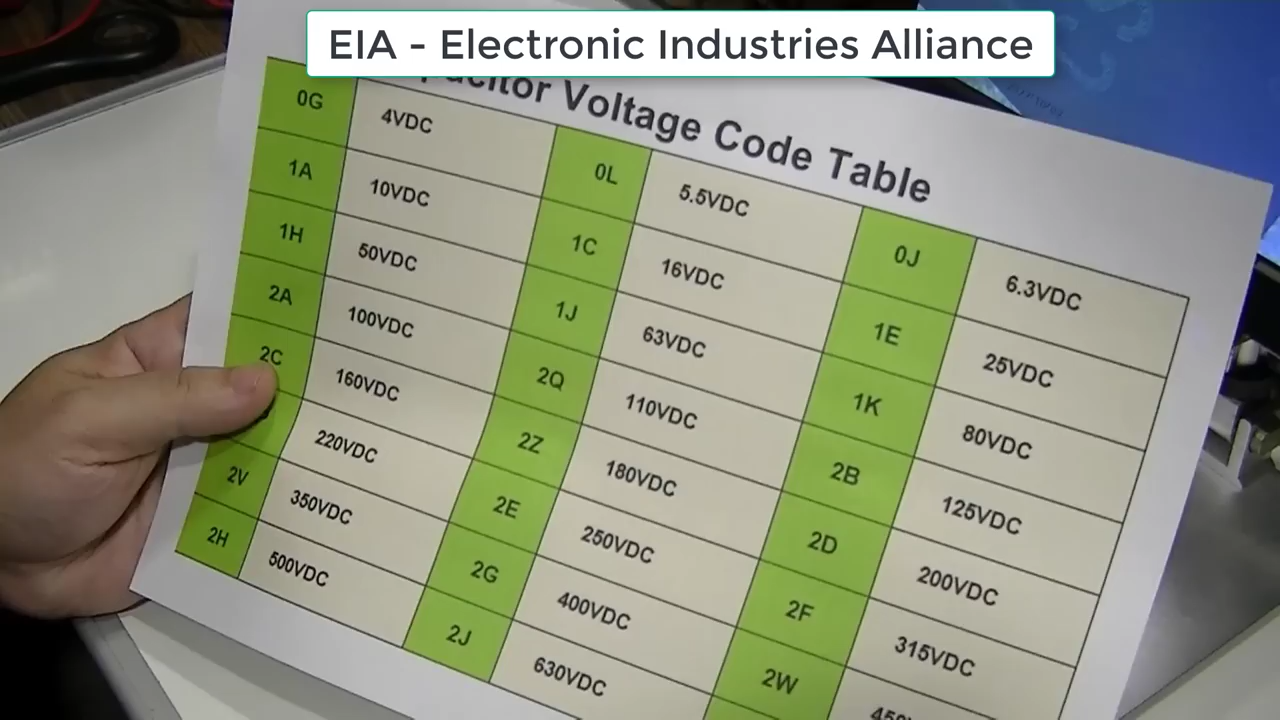 EIA - Electronic Industries Alliance
Voltage Code Table
0G 4VDC 0L 5.5VDC 0J 6.3VDC
1A 10VDC 1C 16VDC 1E 25VDC
1H 50VDC 1J 63VDC 1K 80VDC
2A 100VDC 2Q 110VDC 2B 125VDC
2C 160VDC 2Z 180VDC 2D 200VDC
220VDC 2E 250VDC 2F 315VDC
2V 350VDC 2G 400VDC 2W
2H 500VDC 2J 630VDC